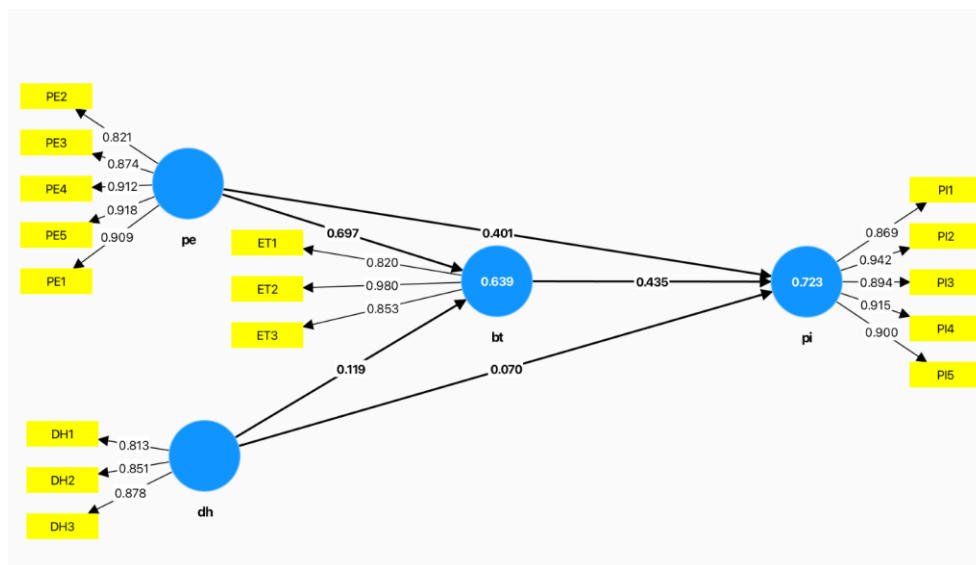 PE2
PE3
PE4
PE5
PE1
0.821
0.874
0.912
0.918
0.909
pe
0.697
0.401
ET1
ET2
ET3
0.820
0.980
0.853
0.639
bt
0.435
0.119
0.070
DH1
DH2
DH3
0.813
0.851
0.878
dh
0.723
pi
0.869
0.942
0.894
0.915
0.900
PI1
PI2
PI3
PI4
PI5